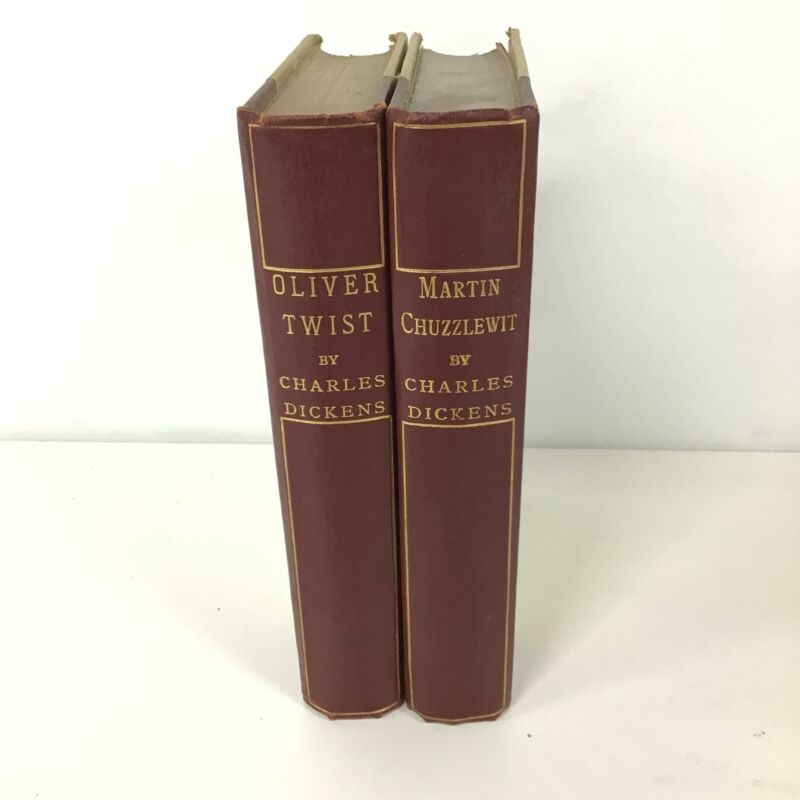 OLIVER
TWIST
BY
CHARLES
DICKENS
MARTIN
CHUZZLEWIT
BY
CHARLES
DICKENS